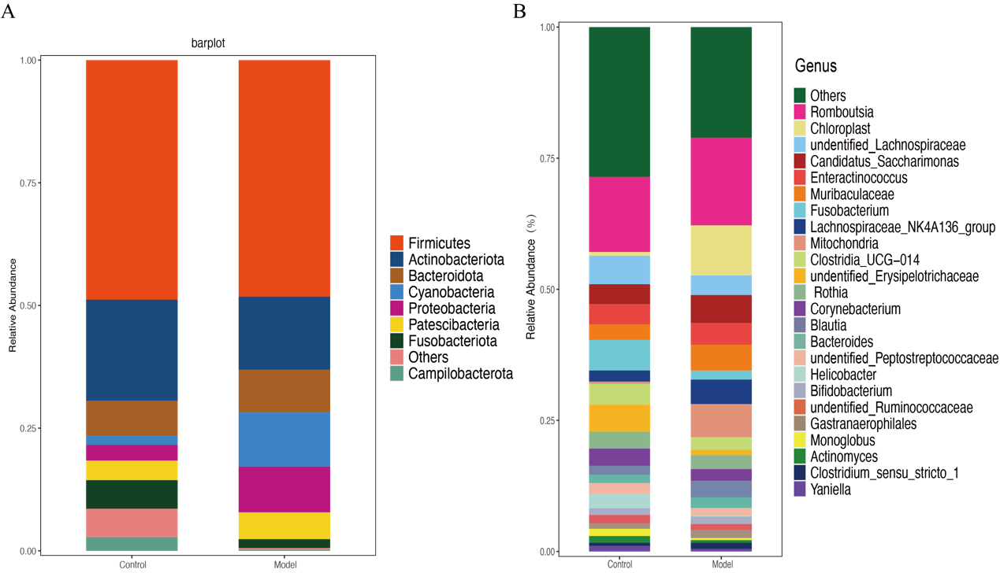 A
barplot
Relative Abundance
1.00
0.75
0.50
0.25
0.00
Control
Model
Firmicutes
Actinobacteriota
Bacteroidota
Cyanobacteria
Proteobacteria
Patescibacteria
Fusobacteriota
Others
Campilobacterota
B
Relative Abundance (%)
1.00
0.75
0.50
0.25
0.00
Control
Model
Genus
Others
Romboutsia
Chloroplast
undentified_Lachnospiraceae
Candidatus_Saccharimonas
Enteractinococcus
Muribaculaceae
Fusobacterium
Lachnospiraceae_NK4A136_group
Mitochondria
Clostridia_UCG-014
undentified_Erysipelotrichaceae
Rothia
Corynebacterium
Blautia
Bacteroides
undentified_Peptostreptococcaceae
Helicobacter
Bifidobacterium
undentified_Ruminococcaceae
Gastranaerophilales
Monoglobus
Actinomyces
Clostridium_sensu_stricto_1
Yaniella